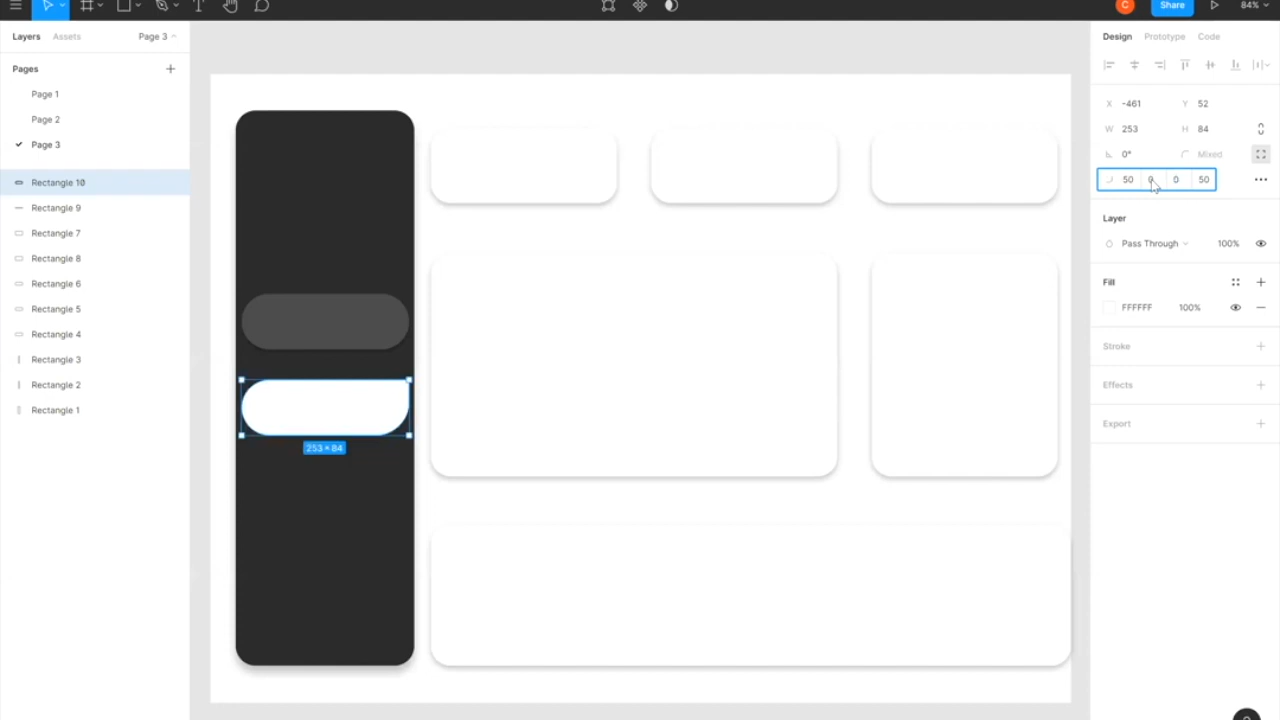 C Share 84%
Layers Assets Page 3
Design Prototype Code
Pages
Page 1
Page 2
Page 3
Rectangle 10
Rectangle 9
Rectangle 7
Rectangle 8
Rectangle 6
Rectangle 5
Rectangle 4
Rectangle 3
Rectangle 2
Rectangle 1
253 × 84
X -461 Y 52
W 253 H 84
0° Mixed
50 0 0 50
Layer
Pass Through 100%
Fill
FFFFFF 100%
Stroke
Effects
Export